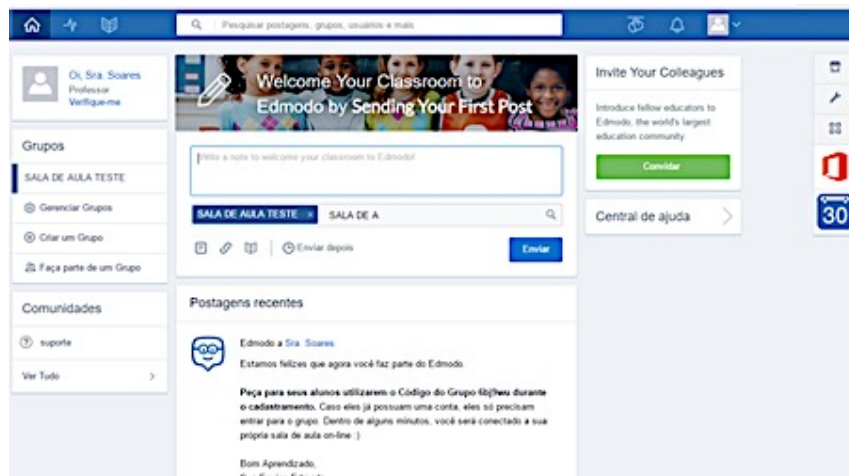 Pesquisar postagens, grupos, usuários e mais
Oi, Sra. Soares
Professor
Verifique-me
Grupos
SALA DE AULA TESTE
Gerenciar Grupos
Criar um Grupo
Faça parte de um Grupo
Comunidades
suporte
Ver Tudo
Welcome Your Classroom to
Edmodo by Sending Your First Post
Write a note to welcome your classroom to Edmodo!
SALA DE AULA TESTE × SALA DE A
Enviar depois
Enviar
Postagens recentes
Edmodo a Sra. Soares
Estamos felizes que agora você faz parte do Edmodo.
Peça para seus alunos utilizarem o Código do Grupo 6bj9wu durante
o cadastramento. Caso eles já possuam uma conta, eles só precisam
entrar para o grupo. Dentro de alguns minutos, você será conectado a sua
própria sala de aula on-line :)
Bom Aprendizado,
Invite Your Colleagues
Introduce fellow educators to
Edmodo, the world's largest
education community.
Convidar
Central de ajuda
30